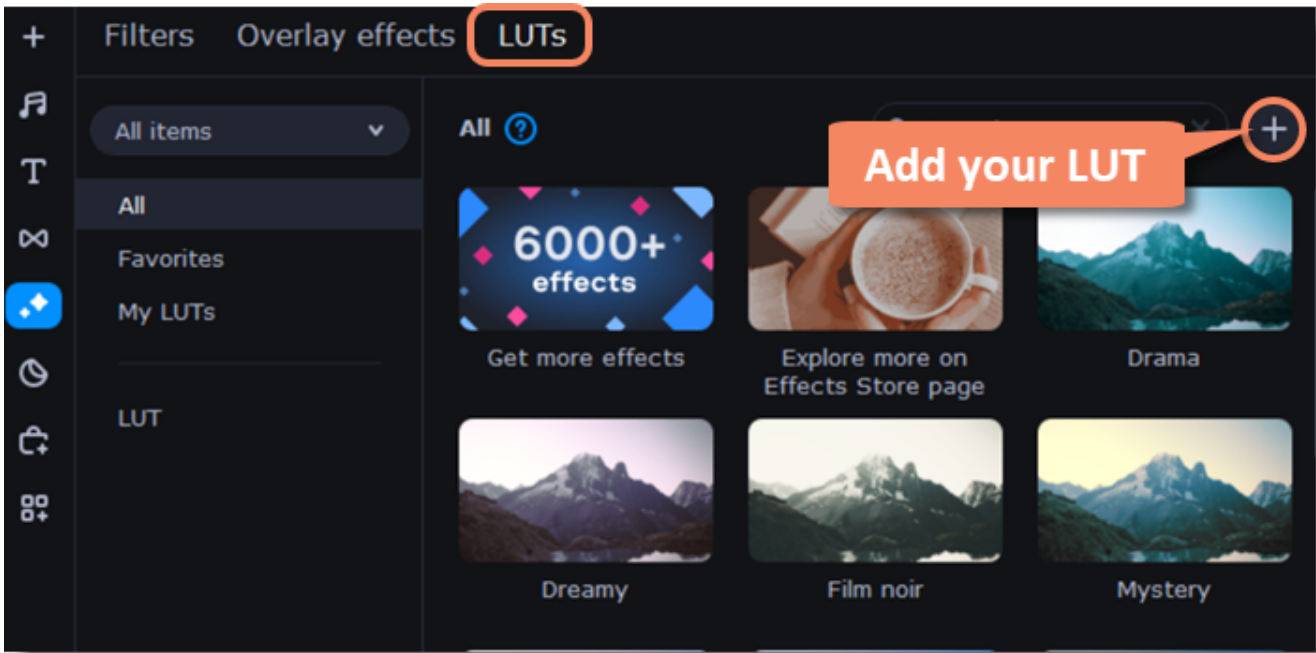 Filters Overlay effects LUTs
All items
All
Favorites
My LUTs
LUT
All ?
Add your LUT
6000+
effects
Get more effects
Explore more on
Effects Store page
Drama
Dreamy
Film noir
Mystery